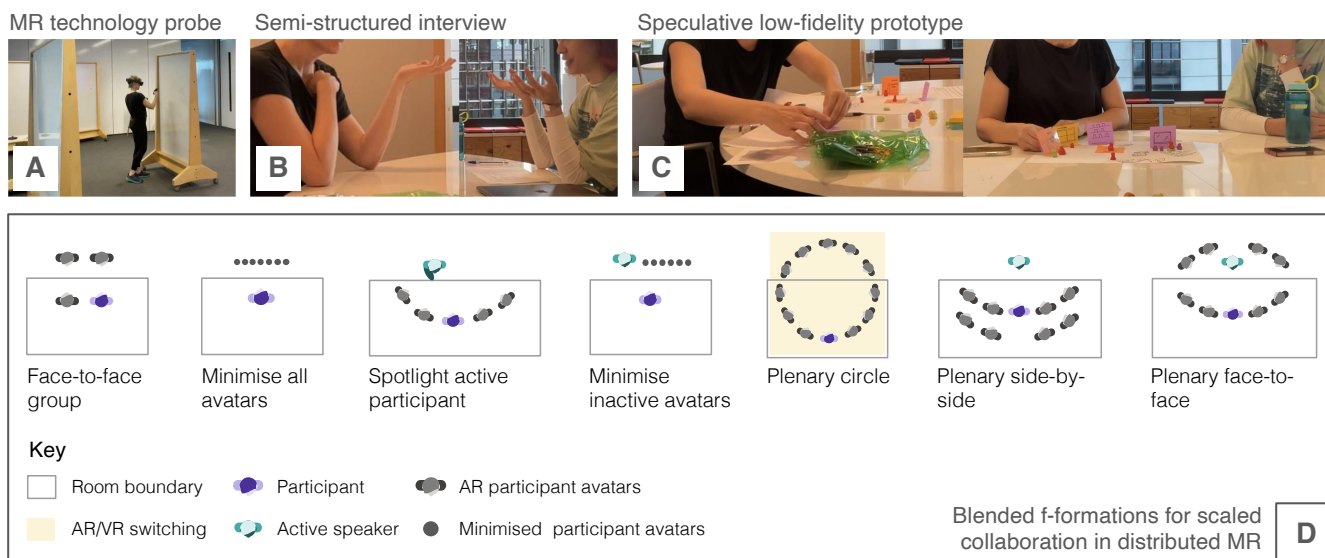 MR technology probe
Semi-structured interview
Speculative low-fidelity prototype
A
B
C
Face-to-face
group
Minimise all
avatars
Spotlight active
participant
Minimise
inactive avatars
Plenary circle
Plenary side-by-
side
Plenary face-to-
face
Key
Room boundary
Participant
AR participant avatars
AR/VR switching
Active speaker
Minimised participant avatars
Blended f-formations for scaled
collaboration in distributed MR
D